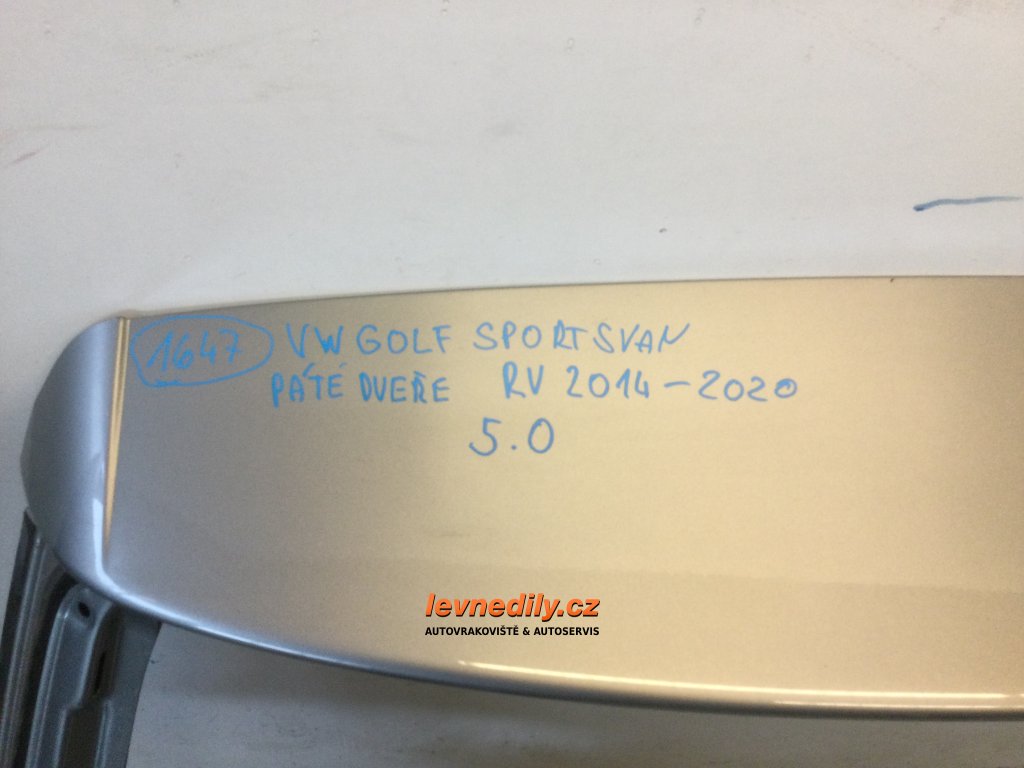 1647 VW GOLF SPORTSVAN
PÁTÉ DVEŘE RV 2014-2020
5.0
levnedily.cz
AUTOVRAKOVIŠTĚ & AUTOSERVIS